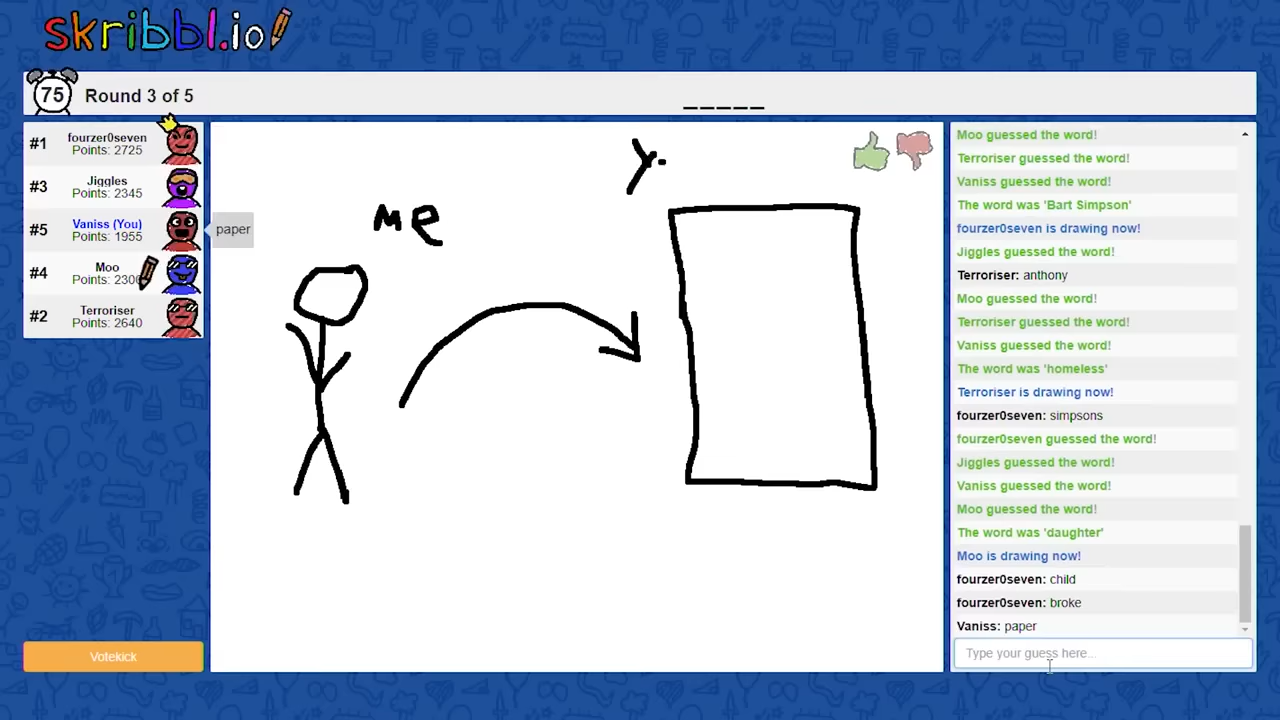 skribbl.io
75
Round 3 of 5
_ _ _ _ _
#1 fourzer0seven
Points: 2725
#3 Jiggles
Points: 2345
#5 Vaniss (You)
Points: 1955
paper
#4 Moo
Points: 2300
#2 Terroriser
Points: 2640
Votekick
me
y
Moo guessed the word!
Terroriser guessed the word!
Vaniss guessed the word!
The word was 'Bart Simpson'
fourzer0seven is drawing now!
Jiggles guessed the word!
Terroriser: anthony
Moo guessed the word!
Terroriser guessed the word!
Vaniss guessed the word!
The word was 'homeless'
Terroriser is drawing now!
fourzer0seven: simpsons
fourzer0seven guessed the word!
Jiggles guessed the word!
Vaniss guessed the word!
Moo guessed the word!
The word was 'daughter'
Moo is drawing now!
fourzer0seven: child
fourzer0seven: broke
Vaniss: paper
Type your guess here...